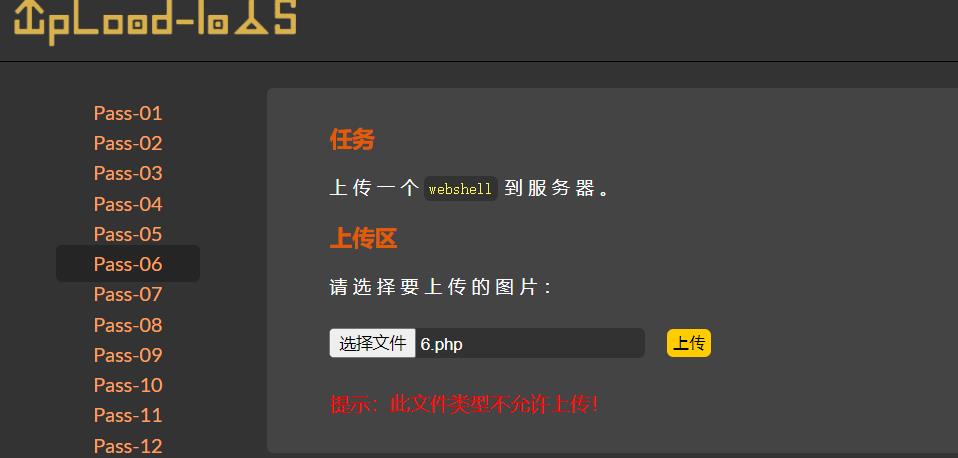 UpLoad-labs
Pass-01
Pass-02
Pass-03
Pass-04
Pass-05
Pass-06
Pass-07
Pass-08
Pass-09
Pass-10
Pass-11
Pass-12
任务
上传一个 webshell 到服务器。
上传区
请选择要上传的图片：
选择文件 6.php 上传
提示：此文件类型不允许上传！